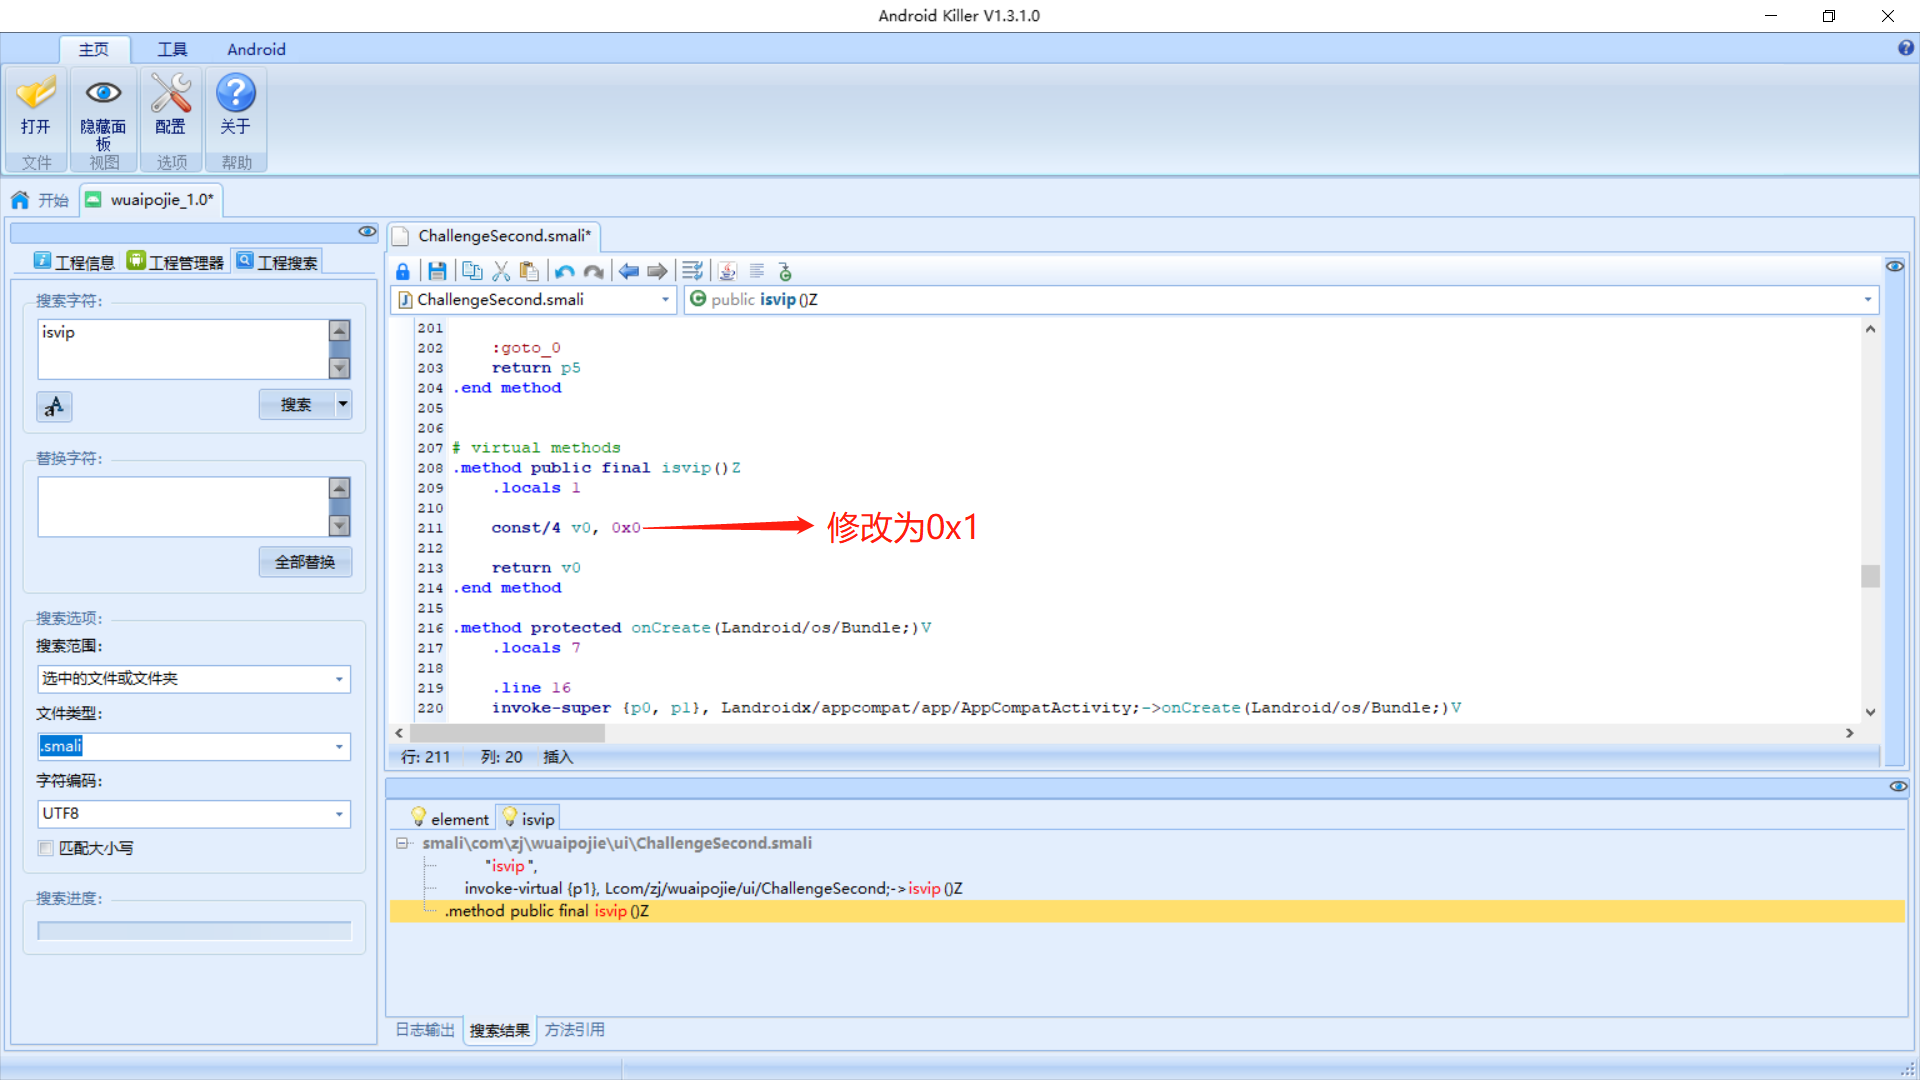 Android Killer V1.3.1.0
主页 工具 Android
打开 隐藏面板 配置 关于
文件 视图 选项 帮助
开始 wuaipojie_1.0*
工程信息 工程管理器 工程搜索
搜索字符:
isvip
搜索
替换字符:
全部替换
搜索选项:
搜索范围:
选中的文件或文件夹
文件类型:
.smali
字符编码:
UTF8
匹配大小写
搜索进度:
ChallengeSecond.smali*
ChallengeSecond.smali public isvip()Z
201
202 :goto_0
203 return p5
204 .end method
205
206
207 # virtual methods
208 .method public final isvip()Z
209 .locals 1
210
211 const/4 v0, 0x0 修改为0x1
212
213 return v0
214 .end method
215
216 .method protected onCreate(Landroid/os/Bundle;)V
217 .locals 7
218
219 .line 16
220 invoke-super {p0, p1}, Landroidx/appcompat/app/AppCompatActivity;->onCreate(Landroid/os/Bundle;)V
行: 211 列: 20 插入
element isvip
smali\com\zj\wuaipojie\ui\ChallengeSecond.smali
"isvip",
invoke-virtual {p1}, Lcom/zj/wuaipojie/ui/ChallengeSecond;->isvip()Z
.method public final isvip()Z
日志输出 搜索结果 方法引用